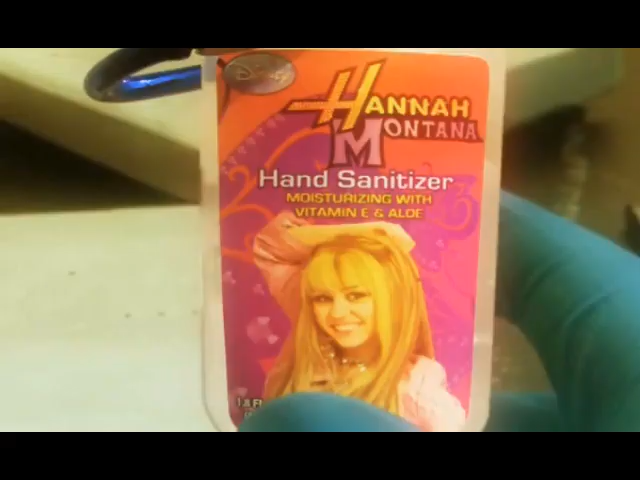 Disney
HANNAH
MONTANA
Hand Sanitizer
MOISTURIZING WITH
VITAMIN E & ALOE